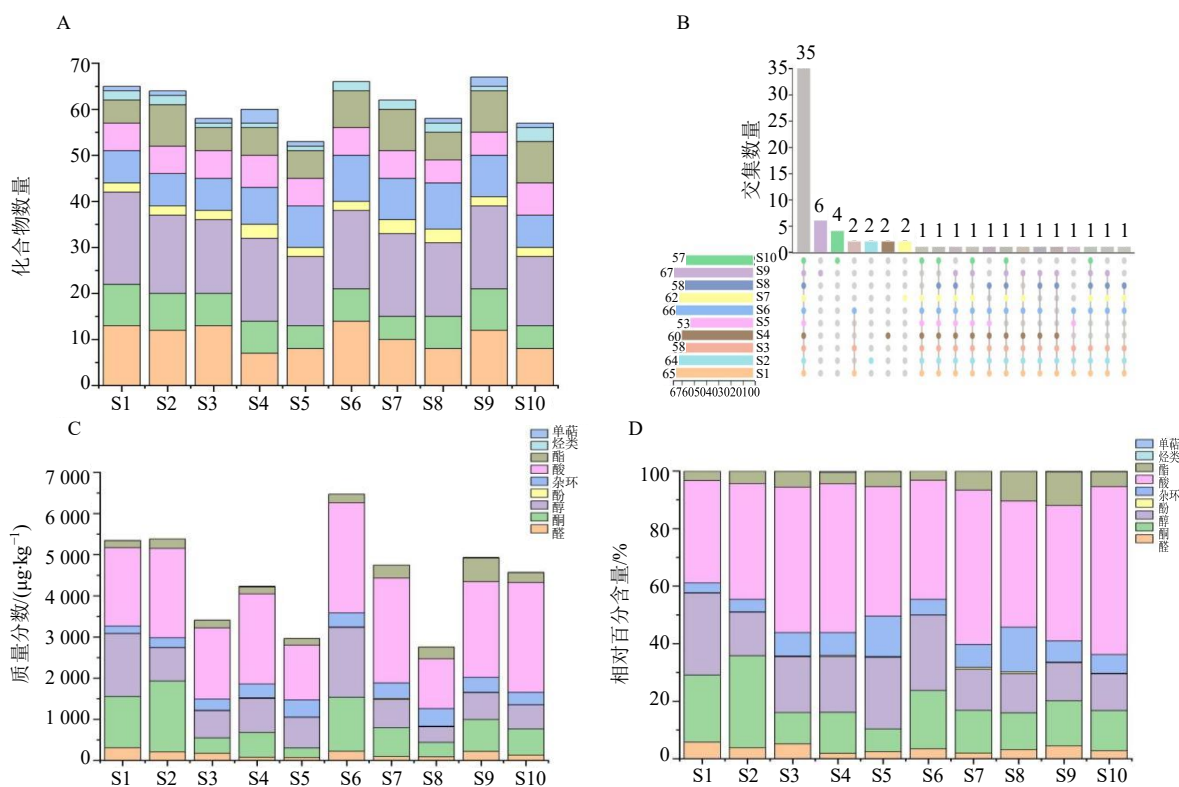 A
70
60
50
40
30
20
10
0
化合物数量
S1 S2 S3 S4 S5 S6 S7 S8 S9 S10
B
35
6
4
2 2 2 2
1 1 1 1 1 1 1 1 1 1 1 1 1
35
35
30
20
20
15
10
5
0
交集数量
57 S10
67 S9
58 S8
62 S7
66 S6
53 S5
60 S4
58 S3
64 S2
65 S1
676050403020100
C
7 000
6 000
5 000
4 000
3 000
2 000
1 000
0
质量分数/(μg·kg⁻¹)
S1 S2 S3 S4 S5 S6 S7 S8 S9 S10
单萜
烃类
酯
酸
杂环
酚
醇
酮
醛
D
100
80
60
40
20
0
相对百分含量/%
S1 S2 S3 S4 S5 S6 S7 S8 S9 S10
单萜
烃类
酯
酸
杂环
酚
醇
酮
醛